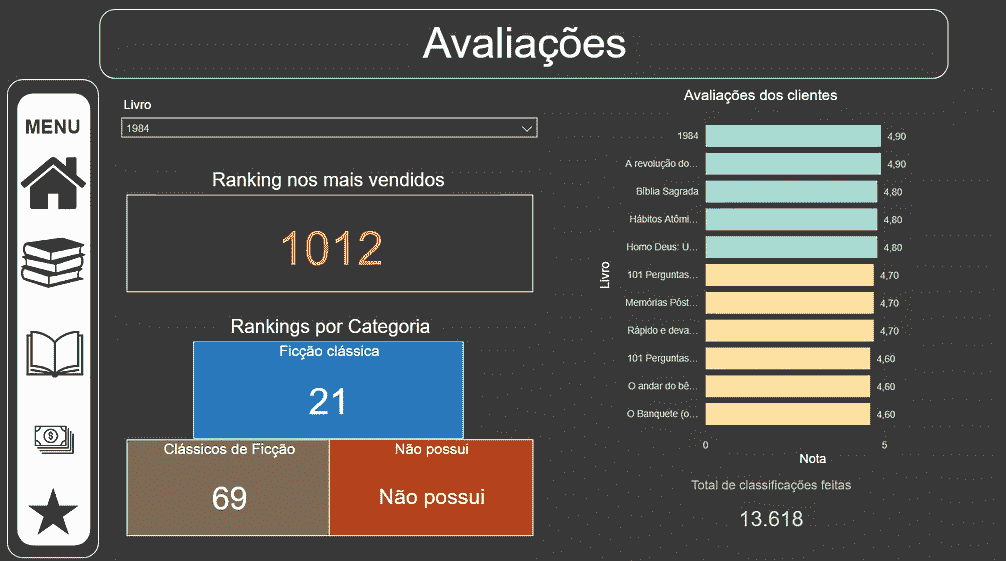 Avaliações
MENU
Livro
1984
Ranking nos mais vendidos
1012
Rankings por Categoria
Ficção clássica
21
Clássicos de Ficção
69
Não possui
Não possui
Avaliações dos clientes
Livro
1984 4,90
A revolução do... 4,90
Bíblia Sagrada 4,80
Hábitos Atômi... 4,80
Homo Deus: U... 4,80
101 Perguntas... 4,70
Memórias Póst... 4,70
Rápido e deva... 4,70
101 Perguntas... 4,60
O andar do bê... 4,60
O Banquete (o... 4,60
0 5
Nota
Total de classificações feitas
13.618